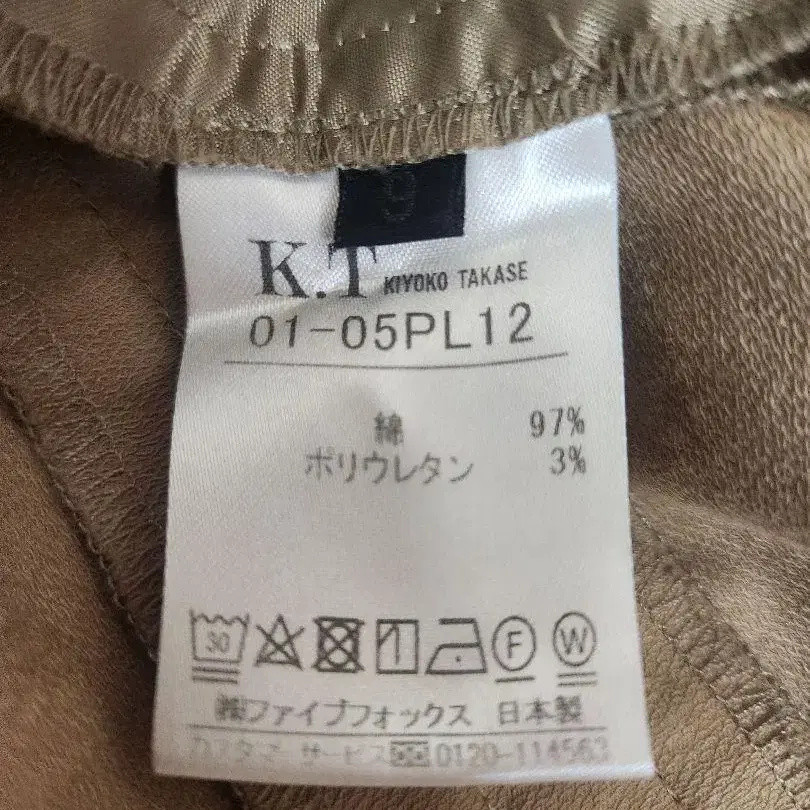 9
K.T KIYOKO TAKASE
01-05PL12
綿 97%
ポリウレタン 3%
30 F W
㈱ファイブフォックス 日本製
カスタマーサービス 0120-114563